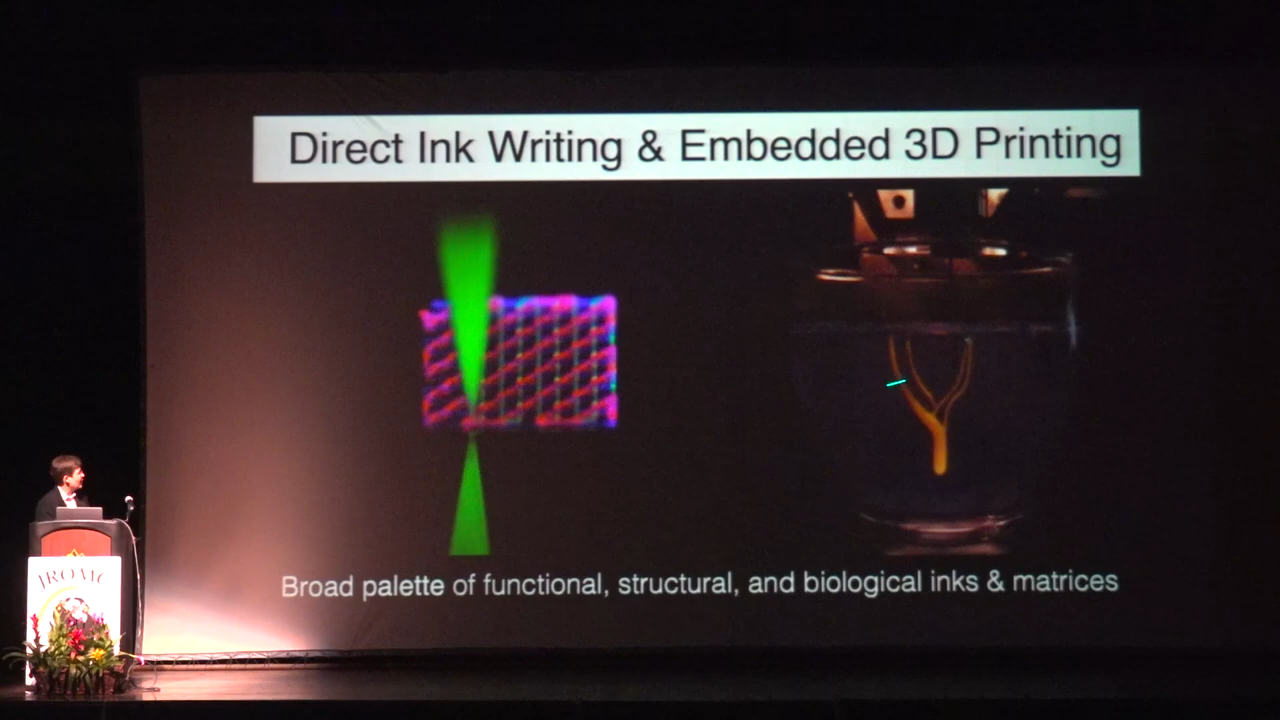 Direct Ink Writing & Embedded 3D Printing
Broad palette of functional, structural, and biological inks & matrices